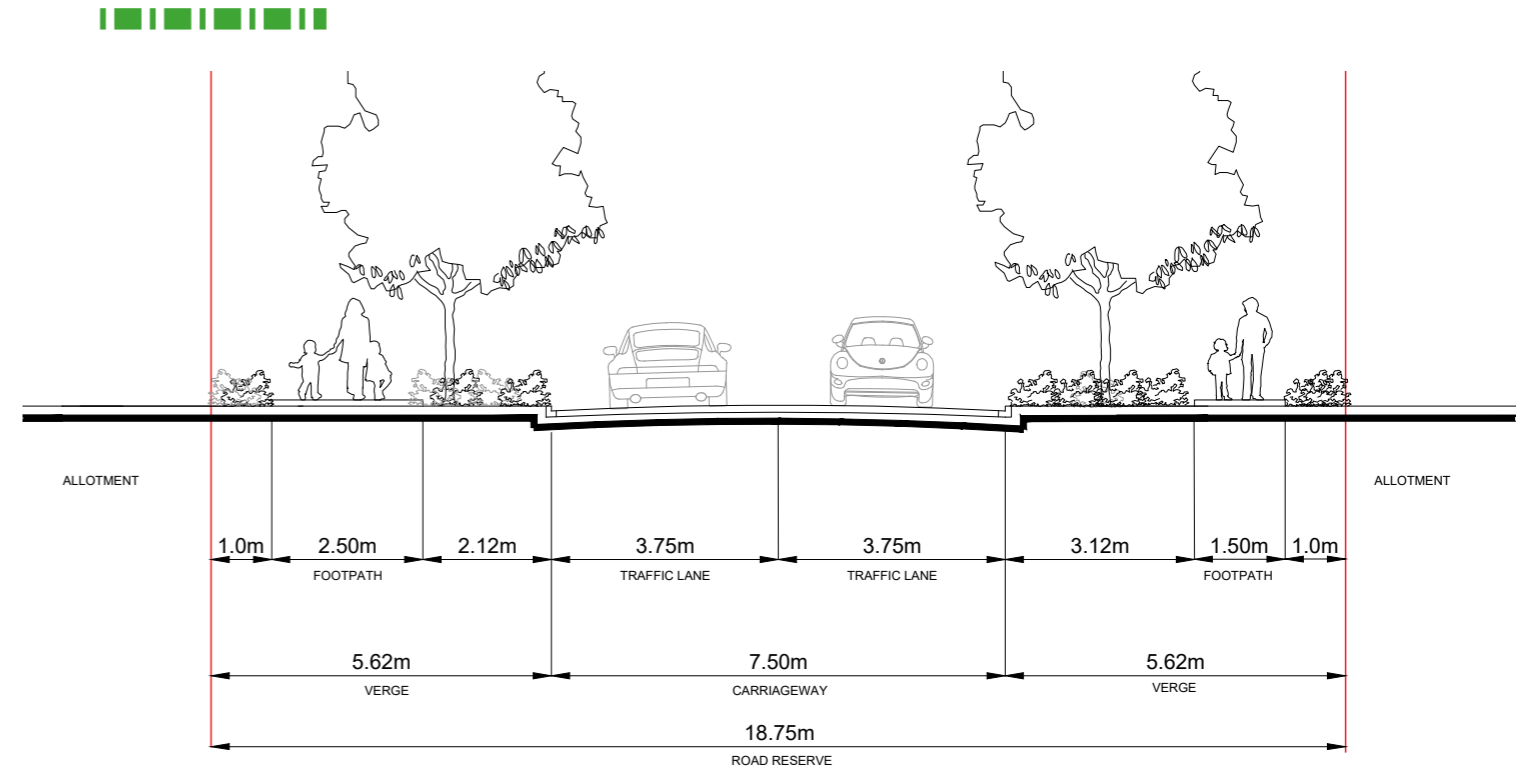 ALLOTMENT
ALLOTMENT
1.0m 2.50m 2.12m 3.75m 3.75m 3.12m 1.50m 1.0m
FOOTPATH TRAFFIC LANE TRAFFIC LANE FOOTPATH
5.62m 7.50m 5.62m
VERGE CARRIAGEWAY VERGE
18.75m
ROAD RESERVE